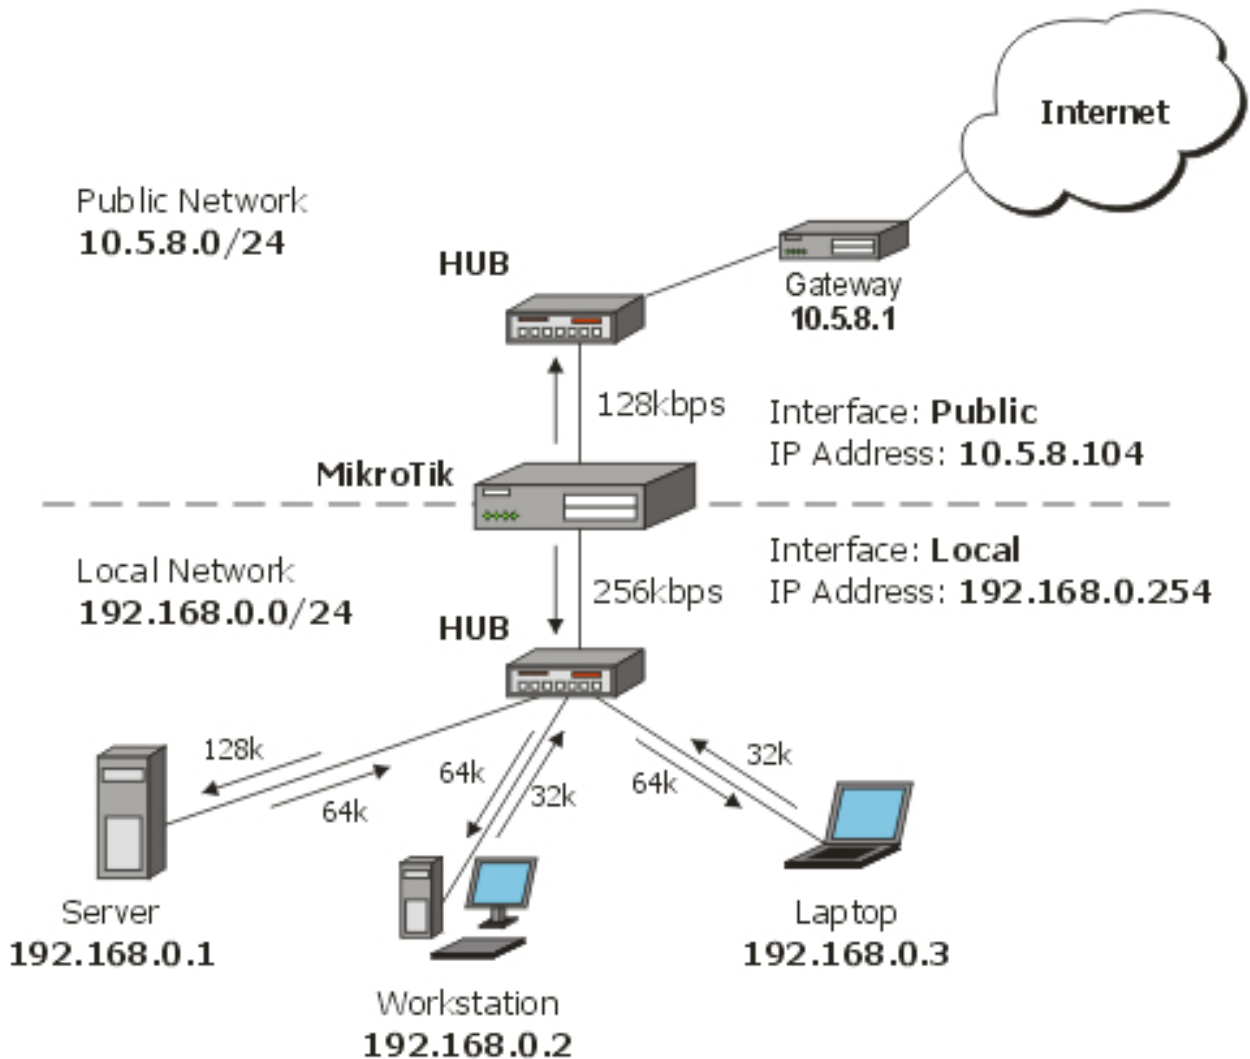 Internet
Public Network
10.5.8.0/24
HUB
Gateway
10.5.8.1
128kbps
Interface: Public
IP Address: 10.5.8.104
MikroTik
Interface: Local
IP Address: 192.168.0.254
Local Network
192.168.0.0/24
256kbps
HUB
128k
64k
64k
32k
64k
32k
Server
192.168.0.1
Workstation
192.168.0.2
Laptop
192.168.0.3